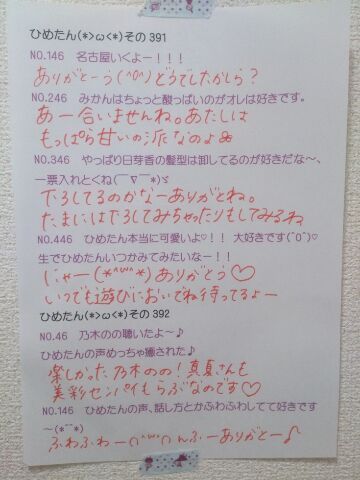 ひめたん(*>ω<*)その391
NO.146　名古屋いくよー！！！
ありがとーう(^o^)どうでしたかしら？
NO.246　みかんはちょっと酸っぱいのがオレは好きです。
あー合いませんね。あたしは
もっぱら甘いの派なのよ
NO.346　やっぱり日芽香の髪型は卸してるのが好きだな～、
一票入れとくね(￣∇￣*)ゞ
下ろしてるのかなーありがとね。
たまには下ろしてみちゃったりもしてみるね
NO.446　ひめたん本当に可愛いよ♡！！ 大好きです(^o^)♡
生でひめたんいつかみてみたいなー！！
にゃー(*^ω^*)ありがとう♡
いつでも遊びにおいでね待ってるよー
ひめたん(*>ω<*)その392
NO.46　乃木のの聴いたよ～♪
ひめたんの声めっちゃ癒された♪
楽しかった乃木のの！真夏さんも
美彩センパイもらぶなのです♡
NO.146　ひめたんの声、話し方とかふわふわしてて好きです
～(*￣ー￣*)
ふわふわーんふーありがとー♪